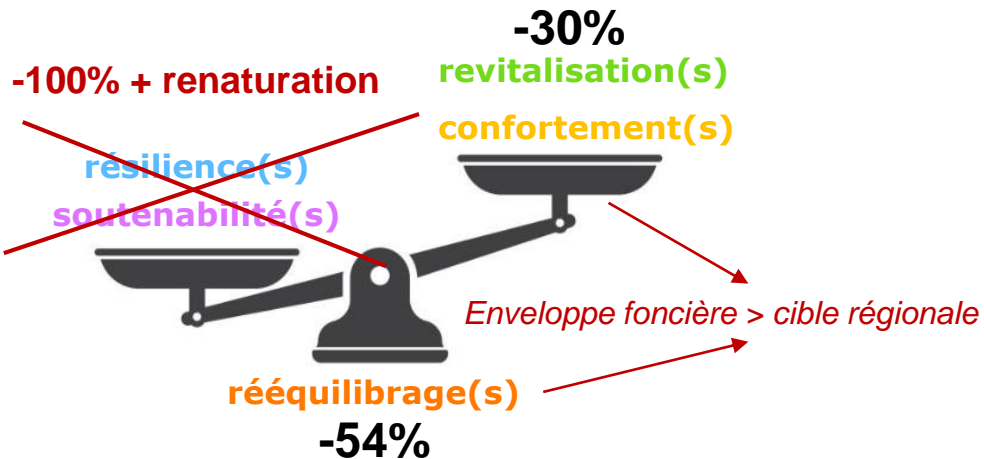 -30%
revitalisation(s)
-100% + renaturation
confortement(s)
résilience(s)
soutenabilité(s)
Enveloppe foncière > cible régionale
rééquilibrage(s)
-54%